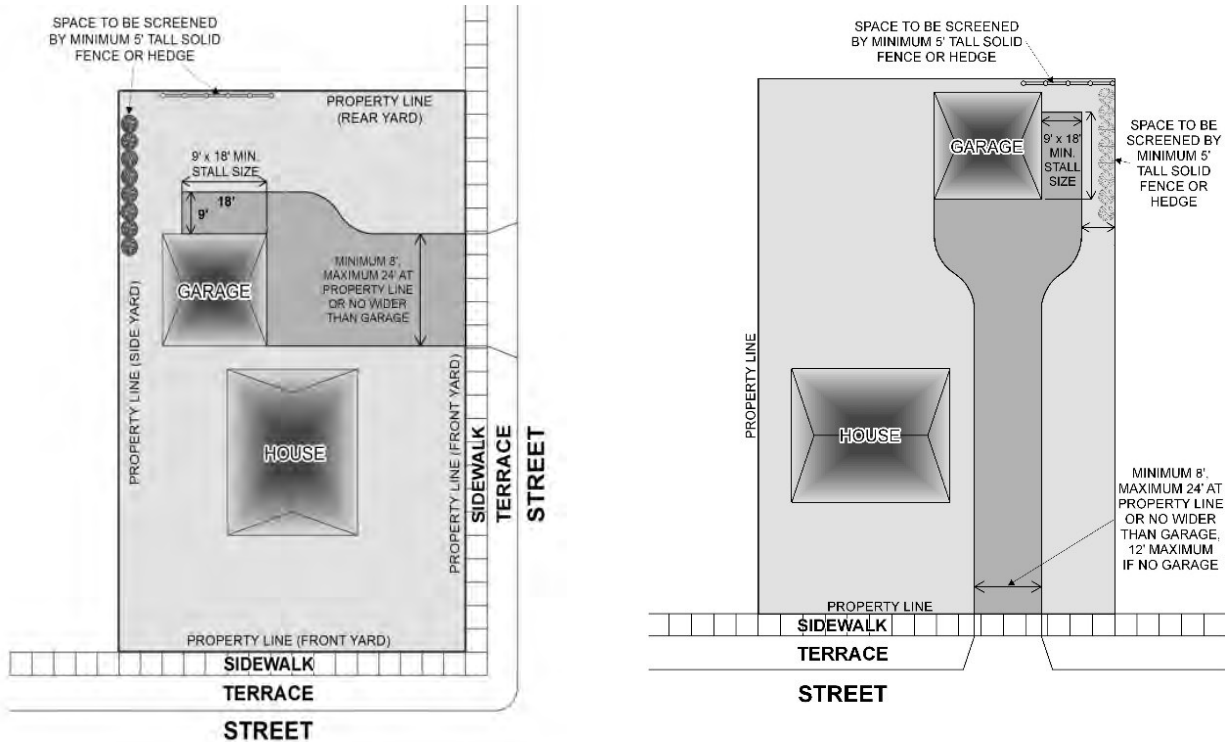 SPACE TO BE SCREENED
BY MINIMUM 5' TALL SOLID
FENCE OR HEDGE
PROPERTY LINE
(REAR YARD)
9' x 18' MIN.
STALL SIZE
18'
9'
GARAGE
MINIMUM 8',
MAXIMUM 24' AT
PROPERTY LINE
OR NO WIDER
THAN GARAGE
PROPERTY LINE (SIDE YARD)
HOUSE
PROPERTY LINE (FRONT YARD)
SIDEWALK
TERRACE
STREET
PROPERTY LINE (FRONT YARD)
SIDEWALK
TERRACE
STREET
SPACE TO BE SCREENED
BY MINIMUM 5' TALL SOLID
FENCE OR HEDGE
GARAGE
9' x 18'
MIN.
STALL
SIZE
SPACE TO BE
SCREENED BY
MINIMUM 5'
TALL SOLID
FENCE OR
HEDGE
PROPERTY LINE
HOUSE
MINIMUM 8',
MAXIMUM 24' AT
PROPERTY LINE
OR NO WIDER
THAN GARAGE,
12' MAXIMUM
IF NO GARAGE
PROPERTY LINE
SIDEWALK
TERRACE
STREET